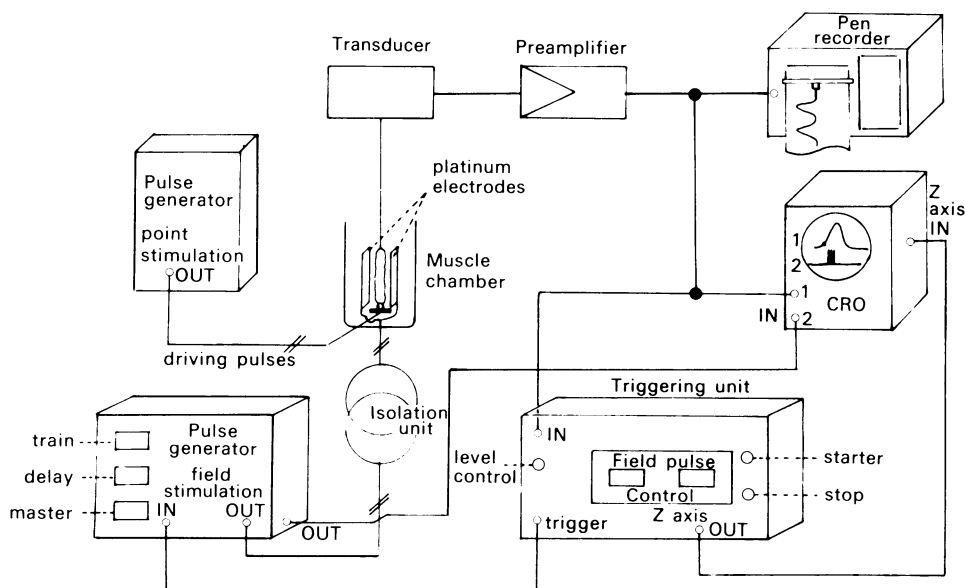 Pen
recorder
Transducer
Preamplifier
platinum
electrodes
Pulse
generator
point
stimulation
OUT
Muscle
chamber
driving pulses
Z
axis
IN
1
2
1
IN
2
CRO
Isolation
unit
Triggering unit
train
delay
master
Pulse
generator
field
stimulation
IN
OUT
OUT
IN
level
control
Field pulse
Control
starter
stop
trigger
Z axis
OUT